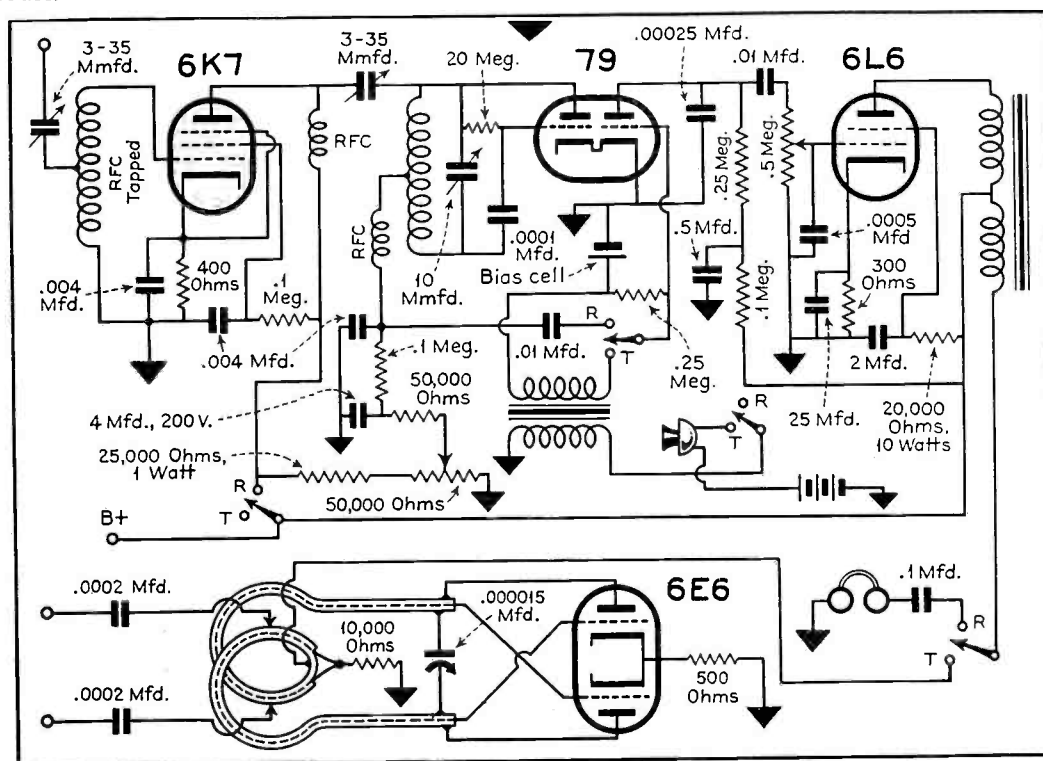 6K7
79
6L6
3-35
Mmfd.
3-35
Mmfd.
20 Meg.
.00025 Mfd.
.01 Mfd.
RFC
Tapped
RFC
.25 Meg.
.5 Meg.
RFC
.0001
Mfd.
Bias cell
.5 Mfd.
.0005
Mfd
.004
Mfd.
400
Ohms
.1
Meg.
10
Mmfd.
300
Ohms
.1 Meg.
R
T
.004 Mfd.
.1 Meg.
.01 Mfd.
.25
Meg.
2 Mfd.
50,000
Ohms
4 Mfd., 200 V.
25 Mfd.
20,000
Ohms,
10 Watts
R
T
25,000 Ohms,
1 Watt
50,000 Ohms
R
T
B+
.0002 Mfd.
.000015
Mfd.
6E6
10,000
Ohms
.1 Mfd.
R
T
500
Ohms
.0002 Mfd.